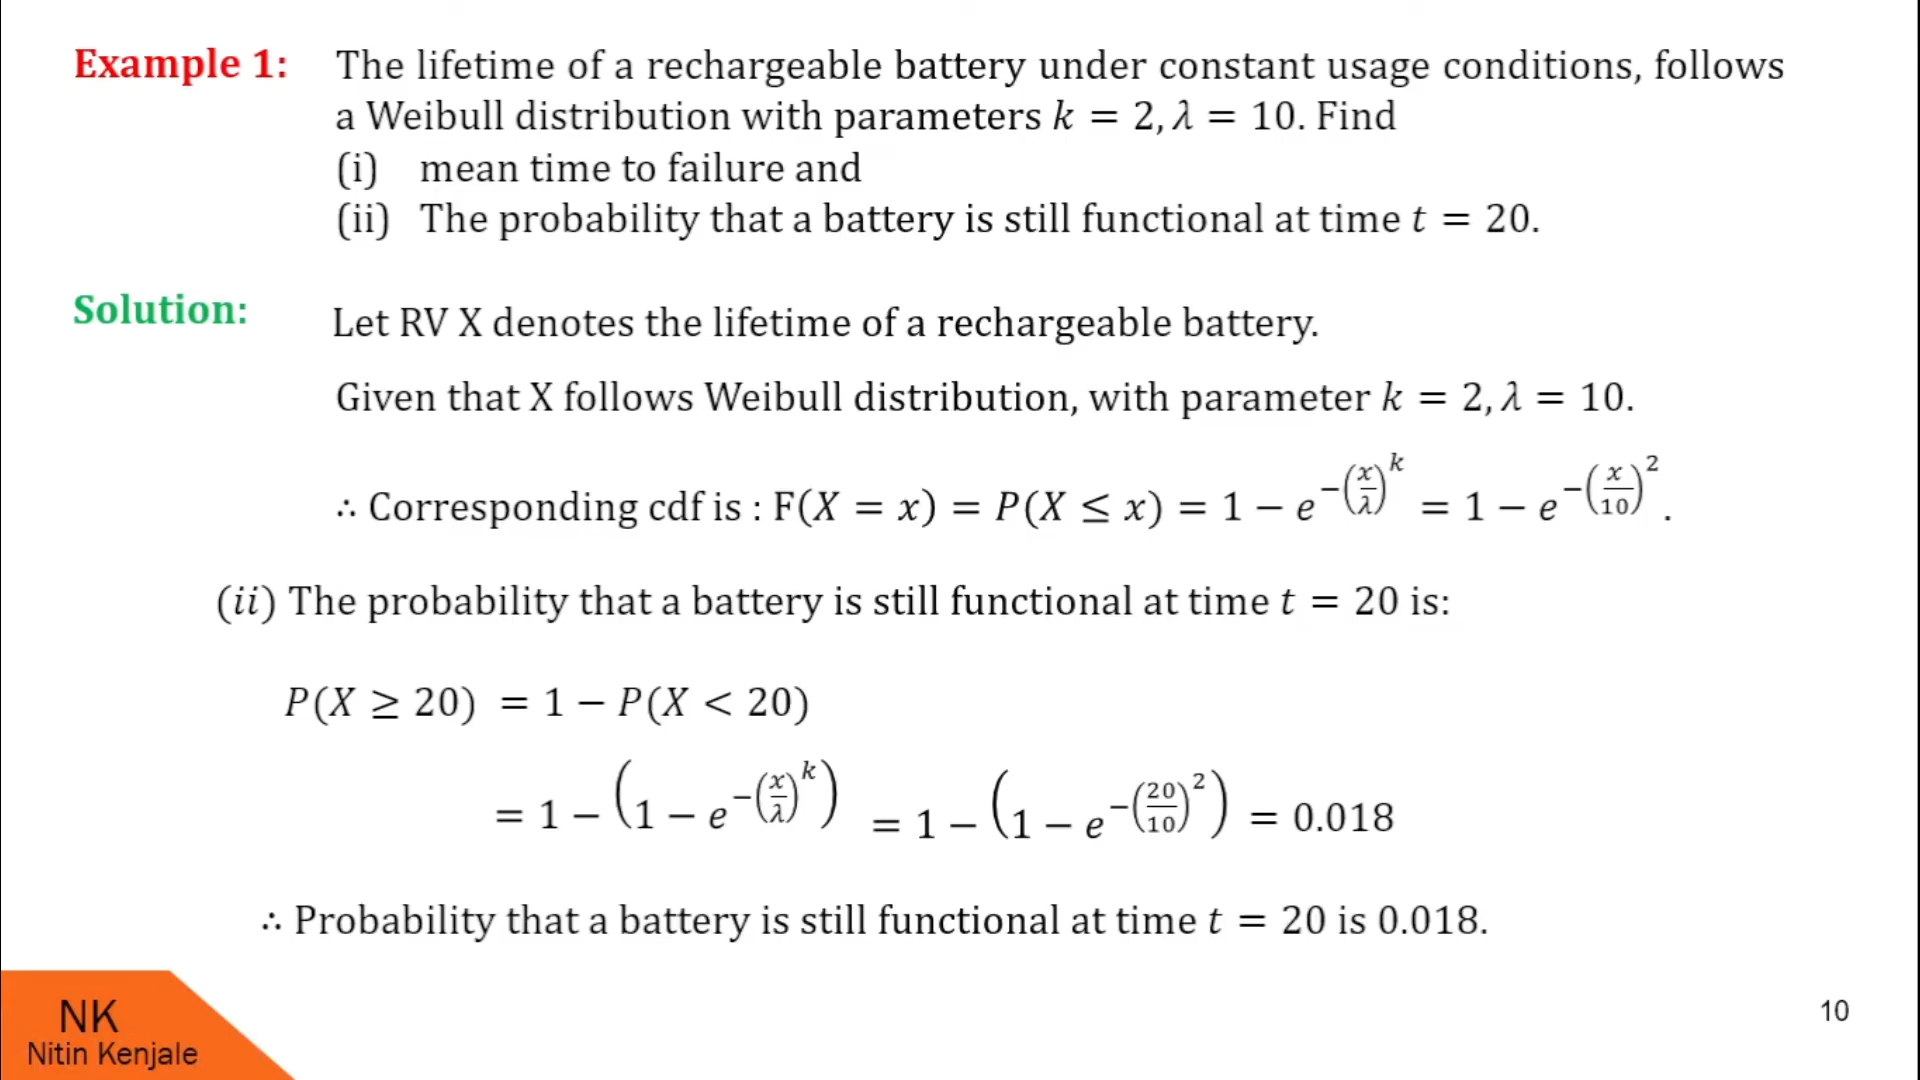 Example 1: The lifetime of a rechargeable battery under constant usage conditions, follows
a Weibull distribution with parameters k = 2, λ = 10. Find
(i) mean time to failure and
(ii) The probability that a battery is still functional at time t = 20.
Solution: Let RV X denotes the lifetime of a rechargeable battery.
Given that X follows Weibull distribution, with parameter k = 2, λ = 10.
∴ Corresponding cdf is : F(X = x) = P(X ≤ x) = 1 − e^{−(x/λ)^k} = 1 − e^{−(x/10)^2}.
(ii) The probability that a battery is still functional at time t = 20 is:
P(X ≥ 20) = 1 − P(X < 20)
= 1 − (1 − e^{−(x/λ)^k}) = 1 − (1 − e^{−(20/10)^2}) = 0.018
∴ Probability that a battery is still functional at time t = 20 is 0.018.
NK
Nitin Kenjale
10